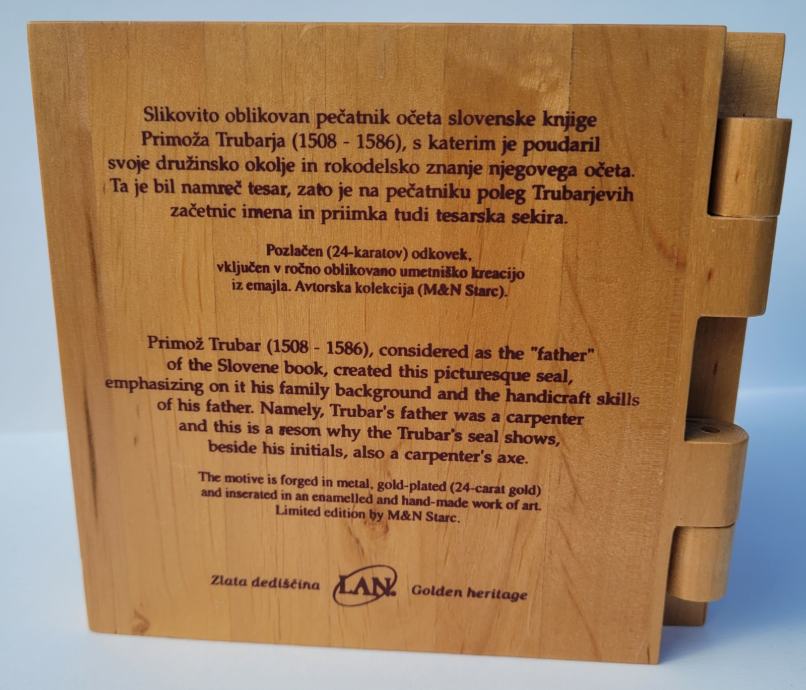 Slikovito oblikovan pečatnik očeta slovenske knjige
Primoža Trubarja (1508 - 1586), s katerim je poudaril
svoje družinsko okolje in rokodelsko znanje njegovega očeta.
Ta je bil namreč tesar, zato je na pečatniku poleg Trubarjevih
začetnic imena in priimka tudi tesarska sekira.
Pozlačen (24-karatov) odkovek,
vključen v ročno oblikovano umetniško kreacijo
iz emajla. Avtorska kolekcija (M&N Starc).
Primož Trubar (1508 - 1586), considered as the "father"
of the Slovene book, created this picturesque seal,
emphasizing on it his family background and the handicraft skills
of his father. Namely, Trubar's father was a carpenter
and this is a reson why the Trubar's seal shows,
beside his initials, also a carpenter's axe.
The motive is forged in metal, gold-plated (24-carat gold)
and inserated in an enamelled and hand-made work of art.
Limited edition by M&N Starc.
Zlata dediščina LAN. Golden heritage